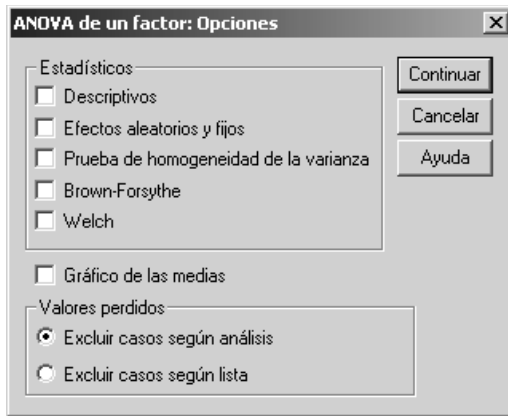 ANOVA de un factor: Opciones
Estadísticos
Descriptivos
Efectos aleatorios y fijos
Prueba de homogeneidad de la varianza
Brown-Forsythe
Welch
Gráfico de las medias
Valores perdidos
Excluir casos según análisis
Excluir casos según lista
Continuar
Cancelar
Ayuda